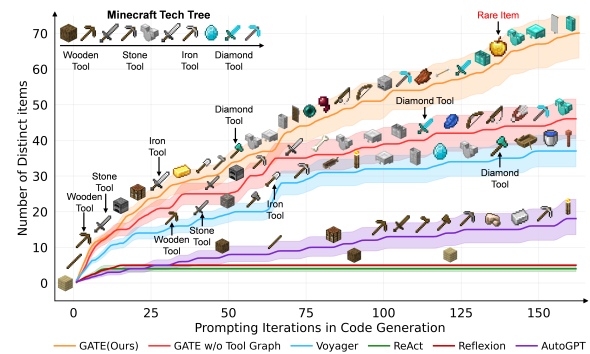 Minecraft Tech Tree
Wooden Tool
Stone Tool
Iron Tool
Diamond Tool
Rare Item
Diamond Tool
Diamond Tool
Iron Tool
Stone Tool
Wooden Tool
Wooden Tool
Stone Tool
Iron Tool
Diamond Tool
Number of Distinct items
70
60
50
40
30
20
10
0
1
25
50
75
100
125
150
Prompting Iterations in Code Generation
GATE(Ours)
GATE w/o Tool Graph
Voyager
ReAct
Reflexion
AutoGPT